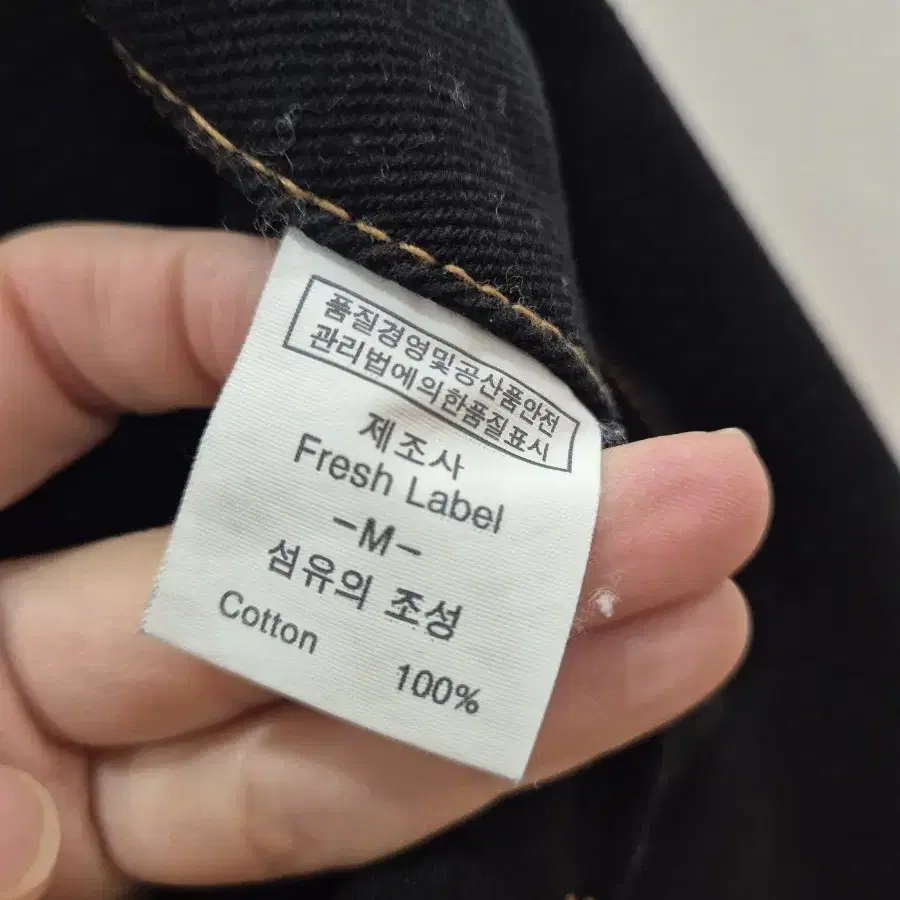 품질경영및공산품안전
관리법에의한품질표시
제조사
Fresh Label
-M-
섬유의 조성
Cotton
100%